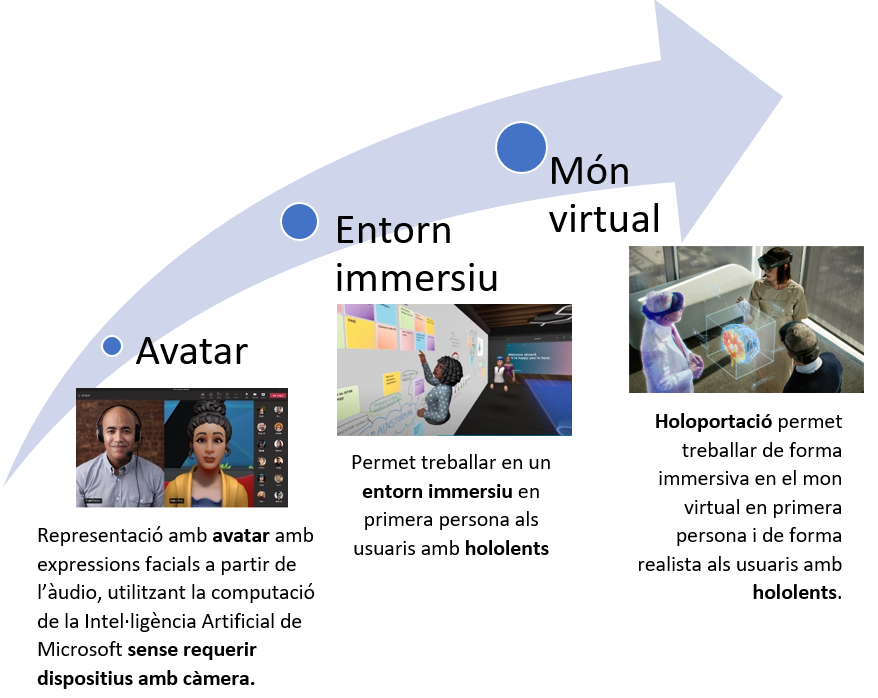 Avatar
Representació amb avatar amb
expressions facials a partir de
l'àudio, utilitzant la computació
de la Intel·ligència Artificial de
Microsoft sense requerir
dispositius amb càmera.
Entorn
immersiu
Permet treballar en un
entorn immersiu en
primera persona als
usuaris amb hololents
Món
virtual
Holoportació permet
treballar de forma
immersiva en el mon
virtual en primera
persona i de forma
realista als usuaris amb
hololents.